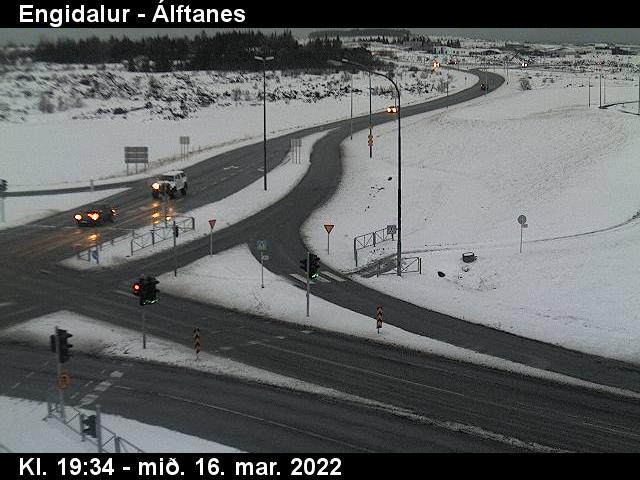 Engidalur - Álftanes
Kl. 19:34 - mið. 16. mar. 2022